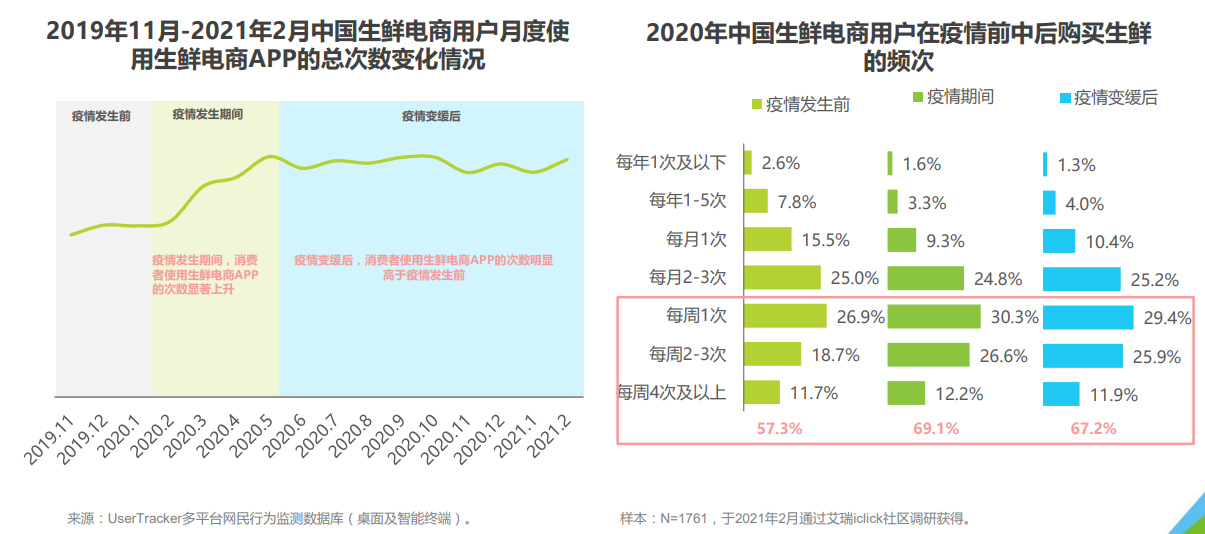 2019年11月-2021年2月中国生鲜电商用户月度使
用生鲜电商APP的总次数变化情况
疫情发生前
疫情发生期间
疫情变缓后
疫情发生期间，消费
者使用生鲜电商APP
的次数显著上升
疫情变缓后，消费者使用生鲜电商APP的次数明显
高于疫情发生前
2019.11
2019.12
2020.1
2020.2
2020.3
2020.4
2020.5
2020.6
2020.7
2020.8
2020.9
2020.10
2020.11
2020.12
2021.1
2021.2
来源：UserTracker多平台网民行为监测数据库（桌面及智能终端）。
2020年中国生鲜电商用户在疫情前中后购买生鲜
的频次
疫情发生前 疫情期间 疫情变缓后
每年1次及以下 2.6% 1.6% 1.3%
每年1-5次 7.8% 3.3% 4.0%
每月1次 15.5% 9.3% 10.4%
每月2-3次 25.0% 24.8% 25.2%
每周1次 26.9% 30.3% 29.4%
每周2-3次 18.7% 26.6% 25.9%
每周4次及以上 11.7% 12.2% 11.9%
57.3% 69.1% 67.2%
样本：N=1761，于2021年2月通过艾瑞iclick社区调研获得。